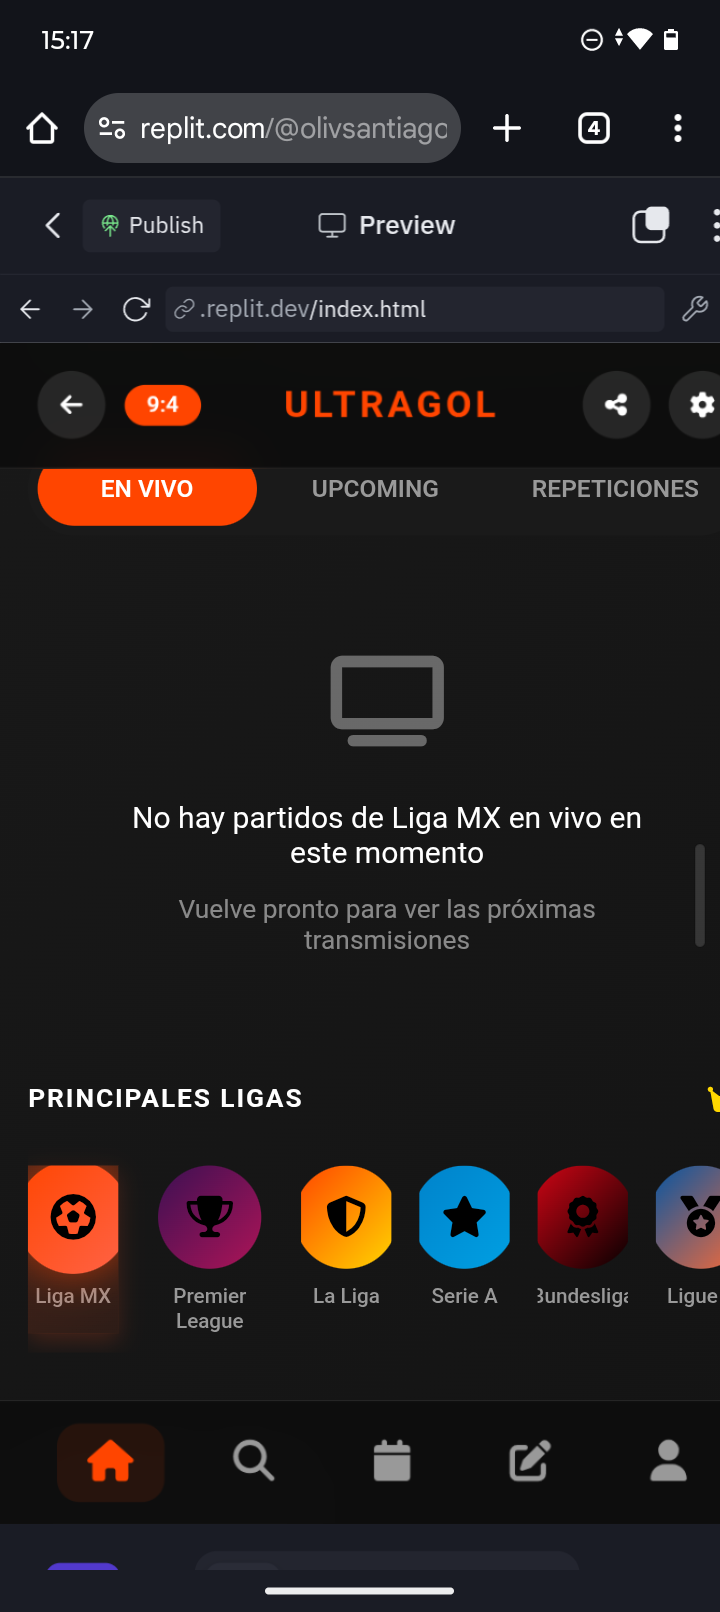 15:17
replit.com/@olivsantiago
4
Publish
Preview
.replit.dev/index.html
9:4
ULTRAGOL
EN VIVO
UPCOMING
REPETICIONES
No hay partidos de Liga MX en vivo en
este momento
Vuelve pronto para ver las próximas
transmisiones
PRINCIPALES LIGAS
Liga MX
Premier
League
La Liga
Serie A
Bundesliga
Ligue